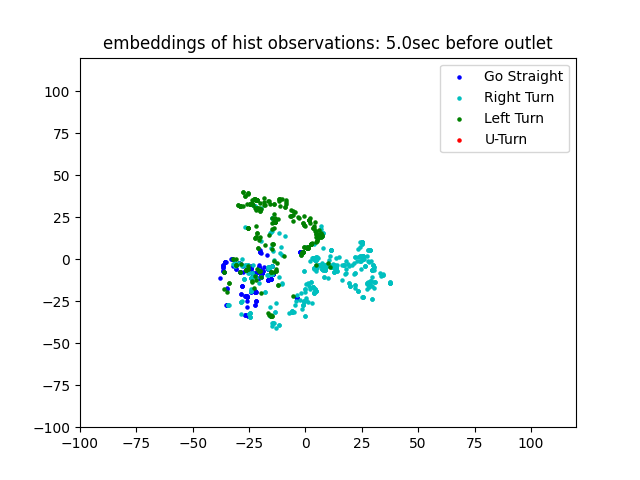 embeddings of hist observations: 5.0sec before outlet
Go Straight
Right Turn
Left Turn
U-Turn
100
75
50
25
0
−25
−50
−75
−100
−100 −75 −50 −25 0 25 50 75 100